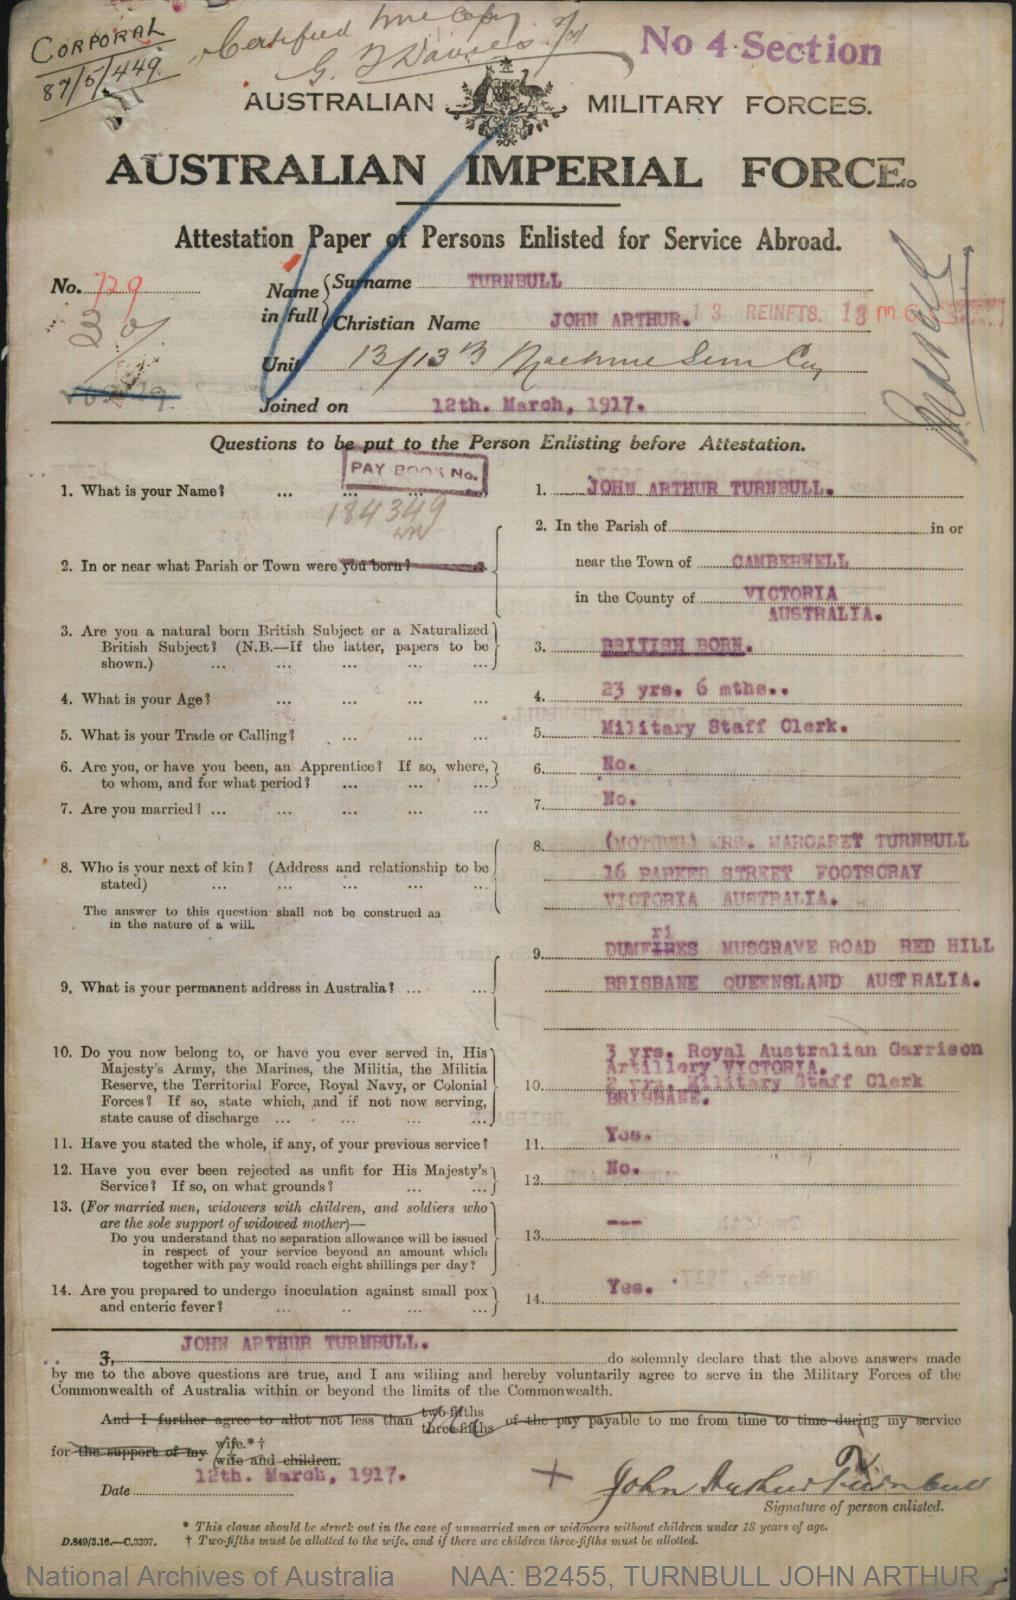 CORPORAL
87/5/449.
Certified true copy
No 4 Section
AUSTRALIAN MILITARY FORCES.
AUSTRALIAN IMPERIAL FORCE.
Attestation Paper of Persons Enlisted for Service Abroad.
No. 729
Name in full { Surname TURNBULL
Christian Name JOHN ARTHUR. 13 REINFTS. 13 M.G.
Unit 13/13th Machine Gun Coy
Joined on 12th. March, 1917.
Questions to be put to the Person Enlisting before Attestation.
PAY BOOK No.
184349
1. What is your Name? ... ... ... ... 1. JOHN ARTHUR TURNBULL.
2. In or near what Parish or Town were you born? 2. In the Parish of in or
near the Town of CAMBERWELL
in the County of VICTORIA
AUSTRALIA.
3. Are you a natural born British Subject or a Naturalized
British Subject? (N.B.—If the latter, papers to be
shown.) ... ... ... ... ... 3. BRITISH BORN.
4. What is your Age? ... ... ... 4. 23 yrs. 6 mths..
5. What is your Trade or Calling? ... ... ... 5. Military Staff Clerk.
6. Are you, or have you been, an Apprentice? If so, where,
to whom, and for what period? ... ... ... 6. No.
7. Are you married? ... ... ... ... 7. No.
8. Who is your next of kin? (Address and relationship to be
stated) ... ... ... ... ...
The answer to this question shall not be construed as
in the nature of a will.
8. (MOTHER) MRS. MARGARET TURNBULL
16 PARKER STREET FOOTSCRAY
VICTORIA AUSTRALIA.
9. What is your permanent address in Australia? ... ...
ri
9. DUMFIRES MUSGRAVE ROAD RED HILL
BRISBANE QUEENSLAND AUSTRALIA.
10. Do you now belong to, or have you ever served in, His
Majesty's Army, the Marines, the Militia, the Militia
Reserve, the Territorial Force, Royal Navy, or Colonial
Forces? If so, state which, and if not now serving,
state cause of discharge ... ... ... ...
10. 3 yrs. Royal Australian Garrison
Artillery VICTORIA.
2 yrs. Military Staff Clerk
BRISBANE.
11. Have you stated the whole, if any, of your previous service? 11. Yes.
12. Have you ever been rejected as unfit for His Majesty's
Service? If so, on what grounds? ... ... 12. No.
13. (For married men, widowers with children, and soldiers who
are the sole support of widowed mother)—
Do you understand that no separation allowance will be issued
in respect of your service beyond an amount which
together with pay would reach eight shillings per day? 13. ---
14. Are you prepared to undergo inoculation against small pox
and enteric fever? ... .. ... ... 14. Yes.
JOHN ARTHUR TURNBULL.
I, do solemnly declare that the above answers made
by me to the above questions are true, and I am willing and hereby voluntarily agree to serve in the Military Forces of the
Commonwealth of Australia within or beyond the limits of the Commonwealth.
And I further agree to allot not less than two-fifths three-fifths of the pay payable to me from time to time during my service
for the support of my wife.*† wife and children.
Date 12th. March, 1917.
+ John Arthur Turnbull
Signature of person enlisted.
* This clause should be struck out in the case of unmarried men or widowers without children under 18 years of age.
D.849/3.16.—C.3397. † Two-fifths must be allotted to the wife, and if there are children three-fifths must be allotted.
National Archives of Australia NAA: B2455, TURNBULL JOHN ARTHUR